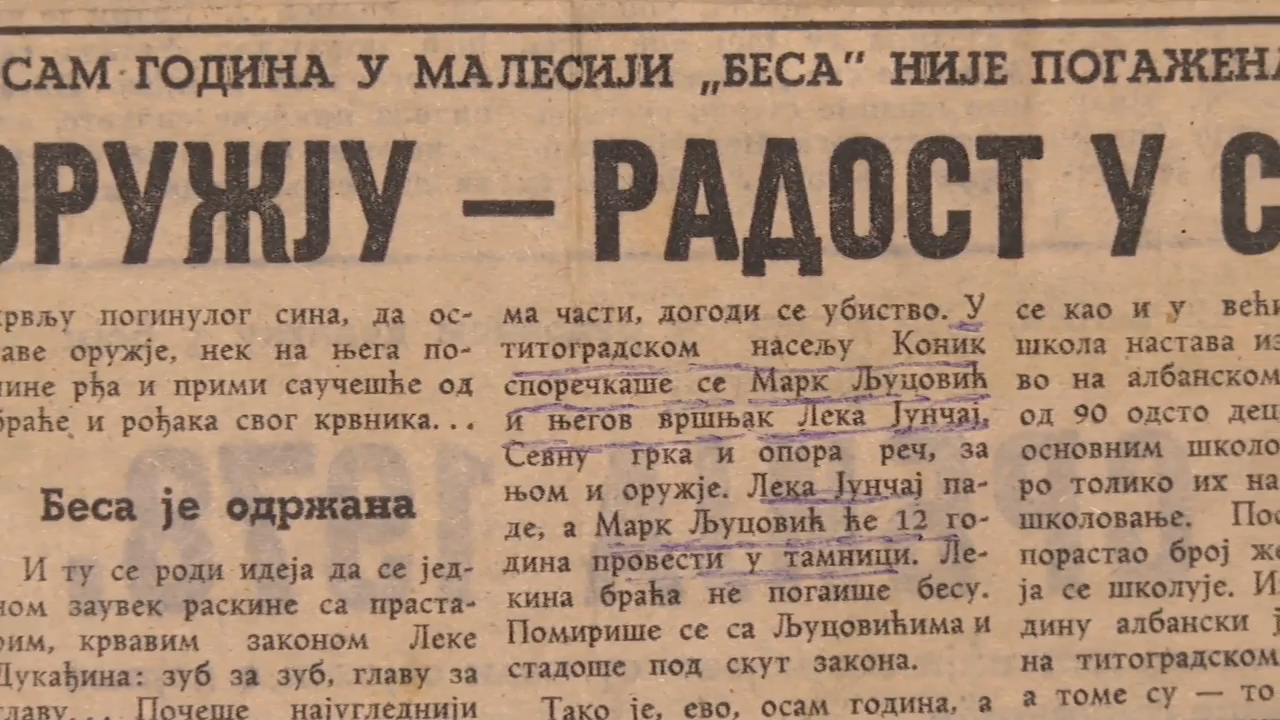 САМ ГОДИНА У МАЛЕСИЈИ „БЕСА" НИЈЕ ПОГАЖЕНА
ОРУЖЈУ — РАДОСТ У С
крвљу погинулог сина, да ос-
аве оружје, нек на њега по-
ине рђа и прими саучешће од
браће и рођака свог крвника...
Беса је одржана
И ту се роди идеја да се јед-
ном заувек раскине са праста-
рим, крвавим законом Леке
Дукађина: зуб за зуб, главу за
главу... Почеше најугледнији
ма части, догоди се убиство. У
титоградском насељу Коник
споречкаше се Марк Љуцовић
и његов вршњак Лека Јунчај.
Севну грка и опора реч, за
њом и оружје. Лека Јунчај па-
де, а Марк Љуцовић ће 12 го-
дина провести у тамници. Ле-
кина браћа не погаише бесу.
Помирише се са Љуцовићима и
стадоше под скут закона.
Тако је, ево, осам година, а
се као и у већи
школа настава из
во на албанском
од 90 одсто деш
основним школо
ро толико их на
школовање. Пос
порастао број же
ја се школује. И
дину албански ј
на титоградском
а томе су — то